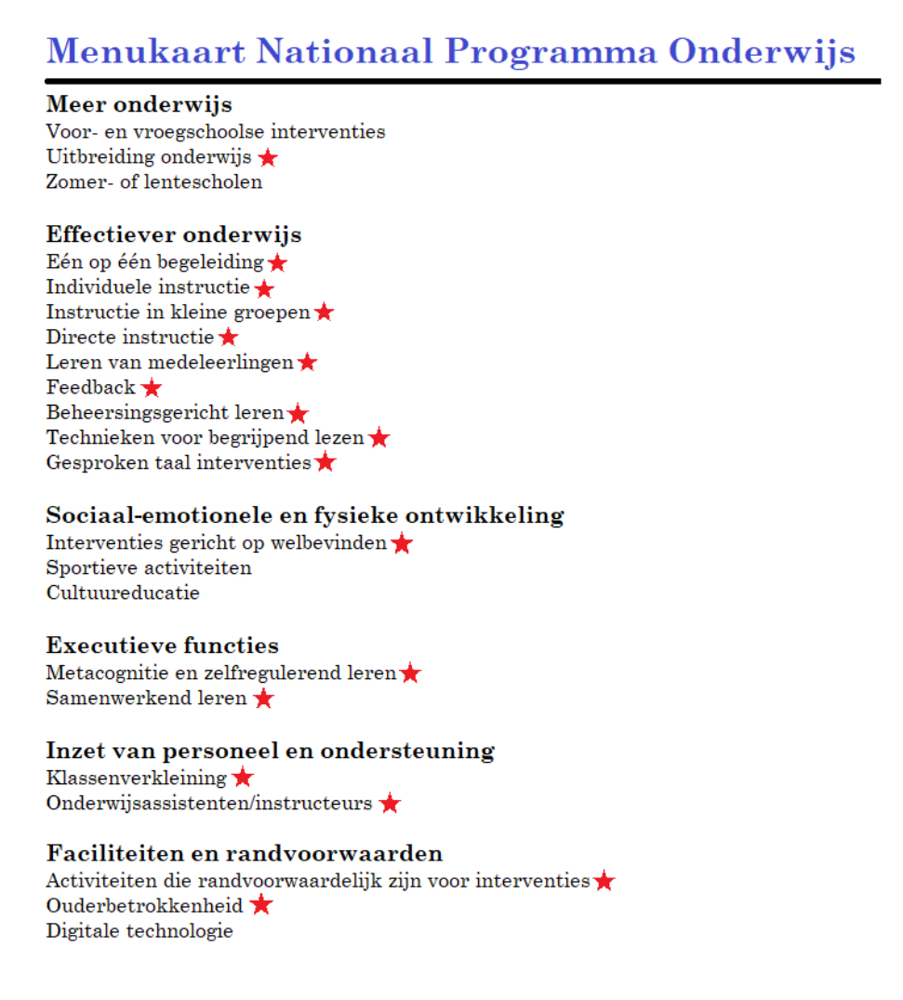 Menukaart Nationaal Programma Onderwijs
Meer onderwijs
Voor- en vroegschoolse interventies
Uitbreiding onderwijs
Zomer- of lentescholen
Effectiever onderwijs
Eén op één begeleiding
Individuele instructie
Instructie in kleine groepen
Directe instructie
Leren van medeleerlingen
Feedback
Beheersingsgericht leren
Technieken voor begrijpend lezen
Gesproken taal interventies
Sociaal-emotionele en fysieke ontwikkeling
Interventies gericht op welbevinden
Sportieve activiteiten
Cultuureducatie
Executieve functies
Metacognitie en zelfregulerend leren
Samenwerkend leren
Inzet van personeel en ondersteuning
Klassenverkleining
Onderwijsassistenten/instructeurs
Faciliteiten en randvoorwaarden
Activiteiten die randvoorwaardelijk zijn voor interventies
Ouderbetrokkenheid
Digitale technologie